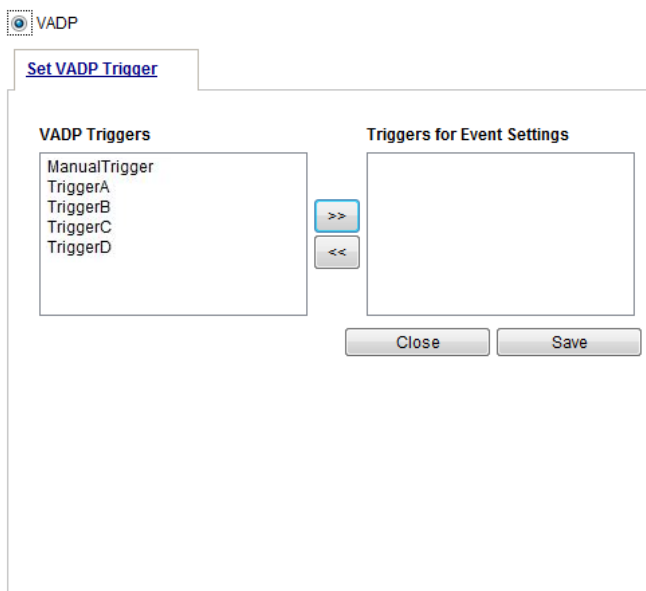 VADP
Set VADP Trigger
VADP Triggers
Triggers for Event Settings
ManualTrigger
TriggerA
TriggerB
TriggerC
TriggerD
>>
<<
Close
Save